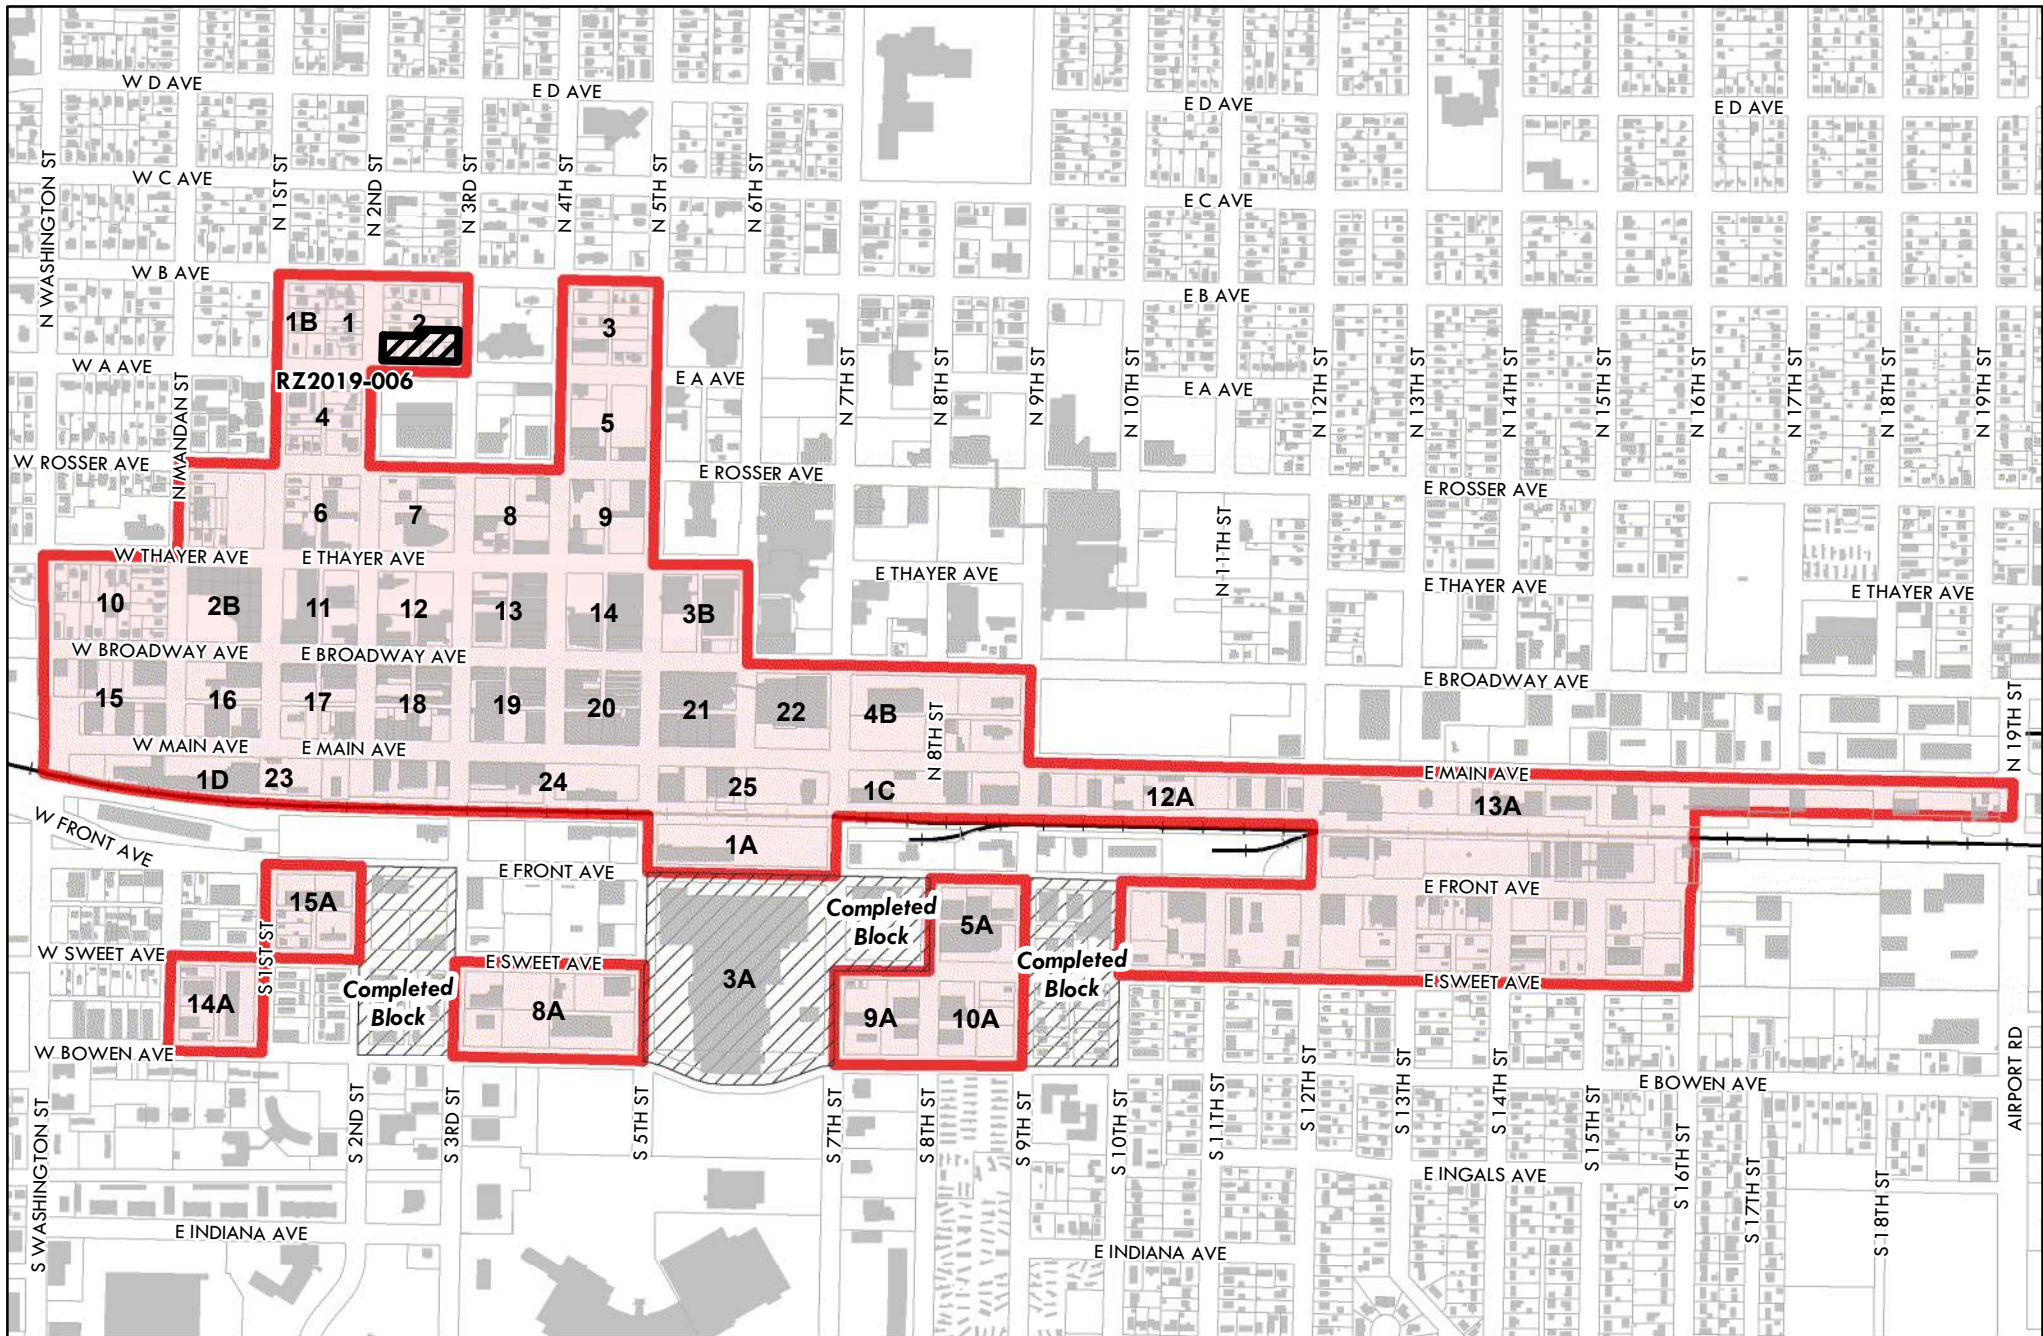 W D AVE
E D AVE
E D AVE
E D AVE
N WASHINGTON ST
W C AVE
N 1ST ST
N 2ND ST
N 3RD ST
N 4TH ST
N 5TH ST
N 6TH ST
E C AVE
W B AVE
E B AVE
1B
1
2
3
W A AVE
RZ2019-006
E A AVE
E A AVE
N MANDAN ST
N 7TH ST
N 8TH ST
N 9TH ST
N 10TH ST
N 12TH ST
N 13TH ST
N 14TH ST
N 15TH ST
N 16TH ST
N 17TH ST
N 18TH ST
N 19TH ST
4
5
W ROSSER AVE
E ROSSER AVE
E ROSSER AVE
6
7
8
9
N 11TH ST
W THAYER AVE
E THAYER AVE
E THAYER AVE
E THAYER AVE
E THAYER AVE
10
2B
11
12
13
14
3B
W BROADWAY AVE
E BROADWAY AVE
E BROADWAY AVE
15
16
17
18
19
20
21
22
4B
N 8TH ST
N 19TH ST
W MAIN AVE
E MAIN AVE
E MAIN AVE
1D
23
24
25
1C
12A
13A
W FRONT AVE
1A
E FRONT AVE
E FRONT AVE
15A
Completed
Block
5A
W SWEET AVE
S 1ST ST
E SWEET AVE
E SWEET AVE
Completed
Block
Completed
Block
3A
14A
8A
9A
10A
W BOWEN AVE
E BOWEN AVE
S WASHINGTON ST
S 2ND ST
S 3RD ST
S 5TH ST
S 7TH ST
S 8TH ST
S 9TH ST
S 10TH ST
S 11TH ST
S 12TH ST
S 13TH ST
S 14TH ST
S 15TH ST
S 16TH ST
S 17TH ST
S 18TH ST
AIRPORT RD
E INGALS AVE
E INDIANA AVE
E INDIANA AVE